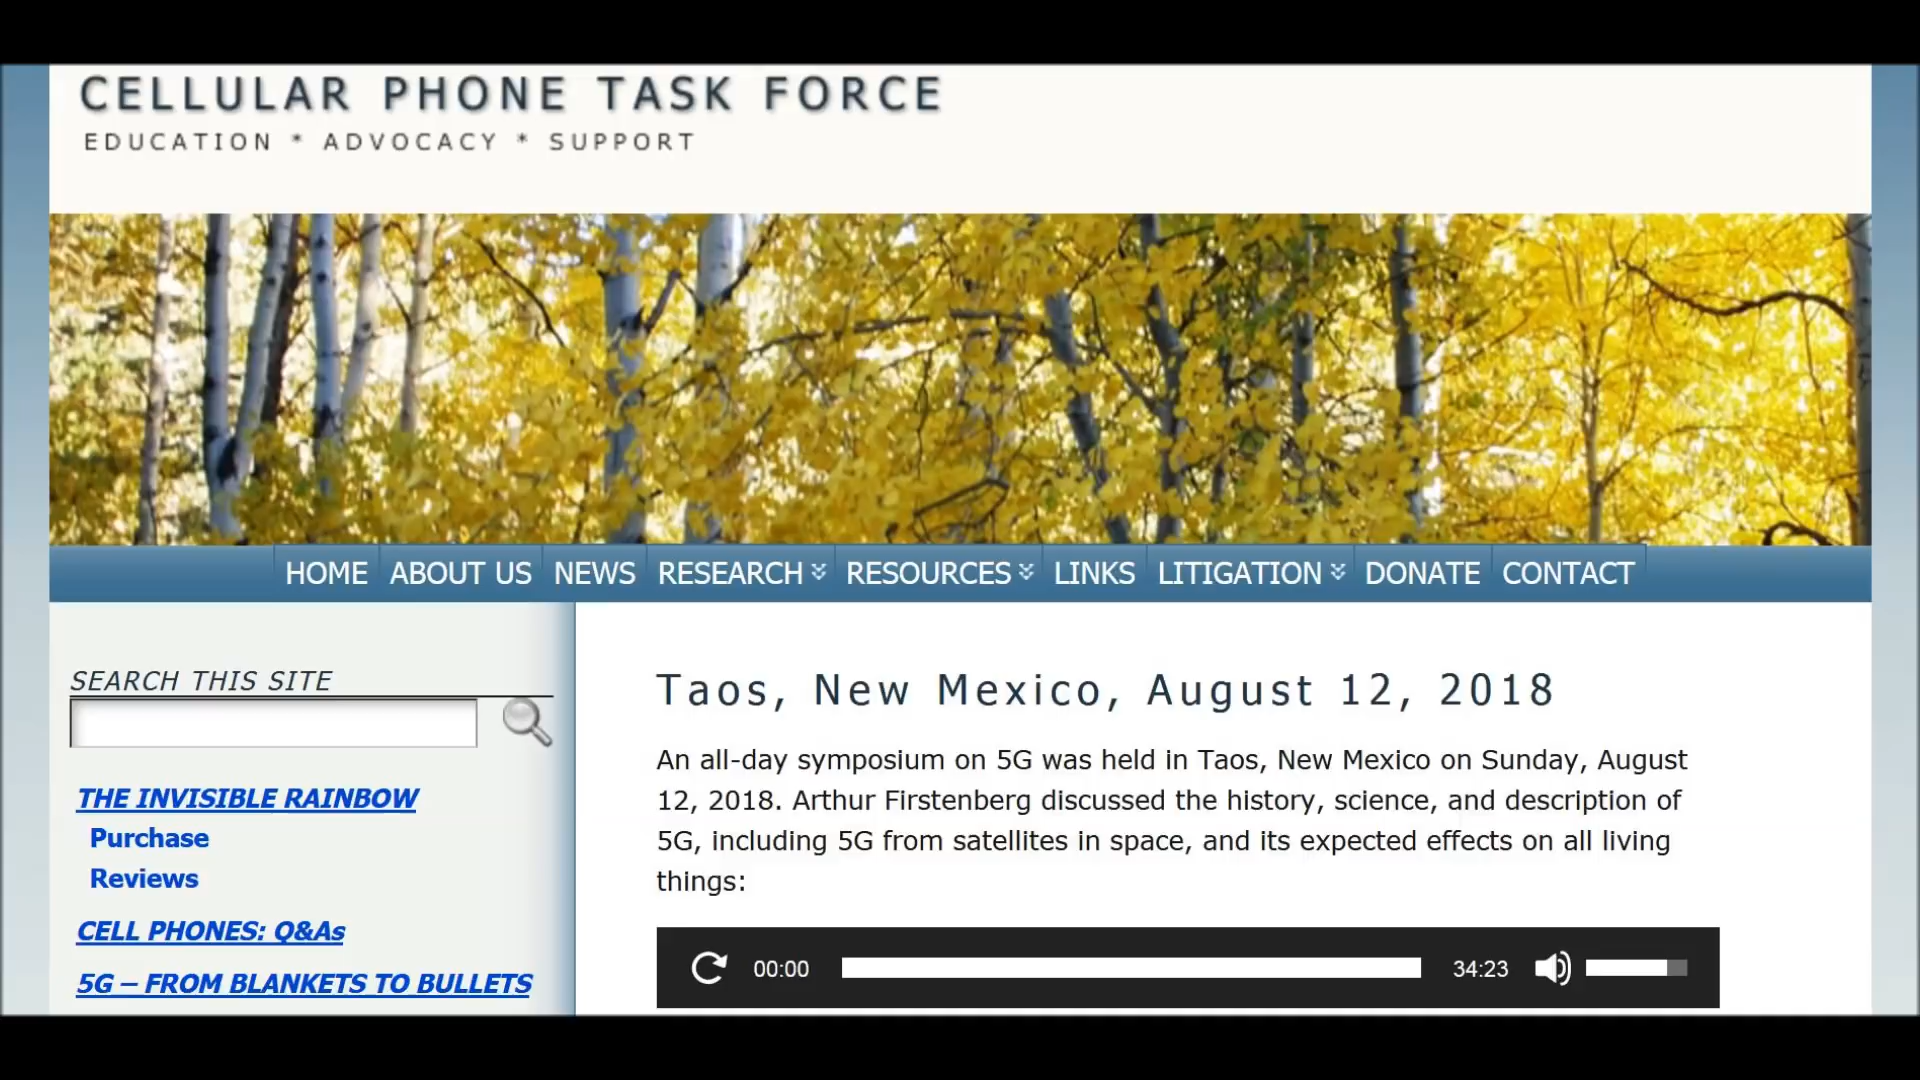 CELLULAR PHONE TASK FORCE
EDUCATION * ADVOCACY * SUPPORT
HOME ABOUT US NEWS RESEARCH RESOURCES LINKS LITIGATION DONATE CONTACT
SEARCH THIS SITE
THE INVISIBLE RAINBOW
Purchase
Reviews
CELL PHONES: Q&As
5G – FROM BLANKETS TO BULLETS
Taos, New Mexico, August 12, 2018
An all-day symposium on 5G was held in Taos, New Mexico on Sunday, August
12, 2018. Arthur Firstenberg discussed the history, science, and description of
5G, including 5G from satellites in space, and its expected effects on all living
things:
00:00 34:23